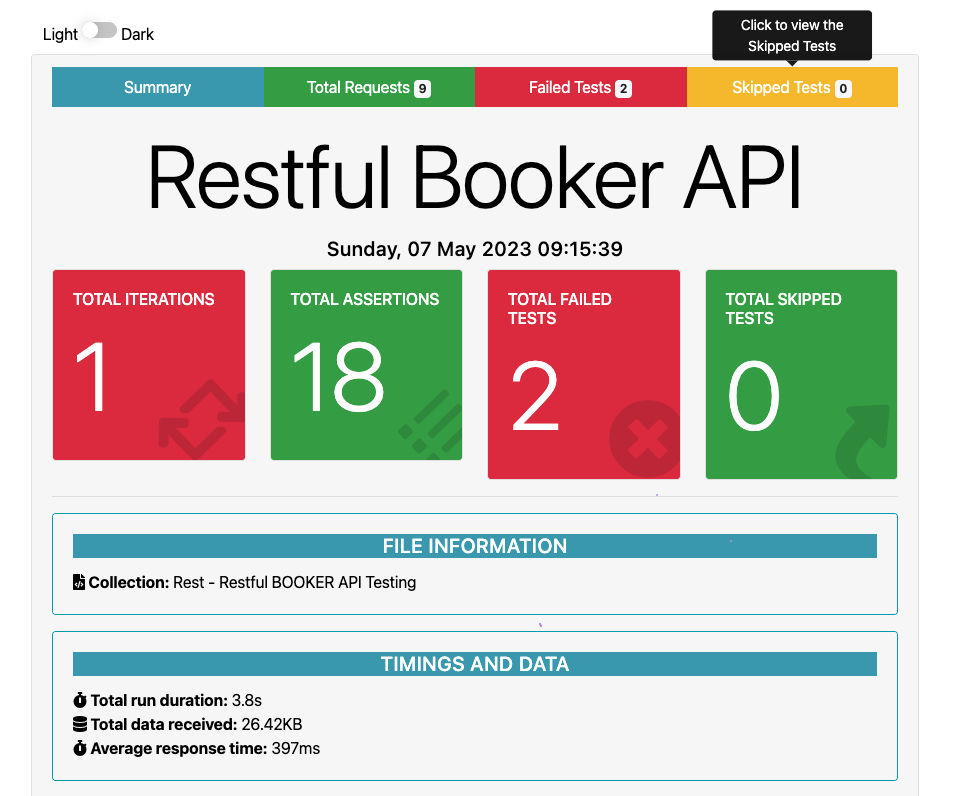 Light Dark
Click to view the
Skipped Tests
Summary Total Requests 9 Failed Tests 2 Skipped Tests 0
Restful Booker API
Sunday, 07 May 2023 09:15:39
TOTAL ITERATIONS
1
TOTAL ASSERTIONS
18
TOTAL FAILED
TESTS
2
TOTAL SKIPPED
TESTS
0
FILE INFORMATION
Collection: Rest - Restful BOOKER API Testing
TIMINGS AND DATA
Total run duration: 3.8s
Total data received: 26.42KB
Average response time: 397ms